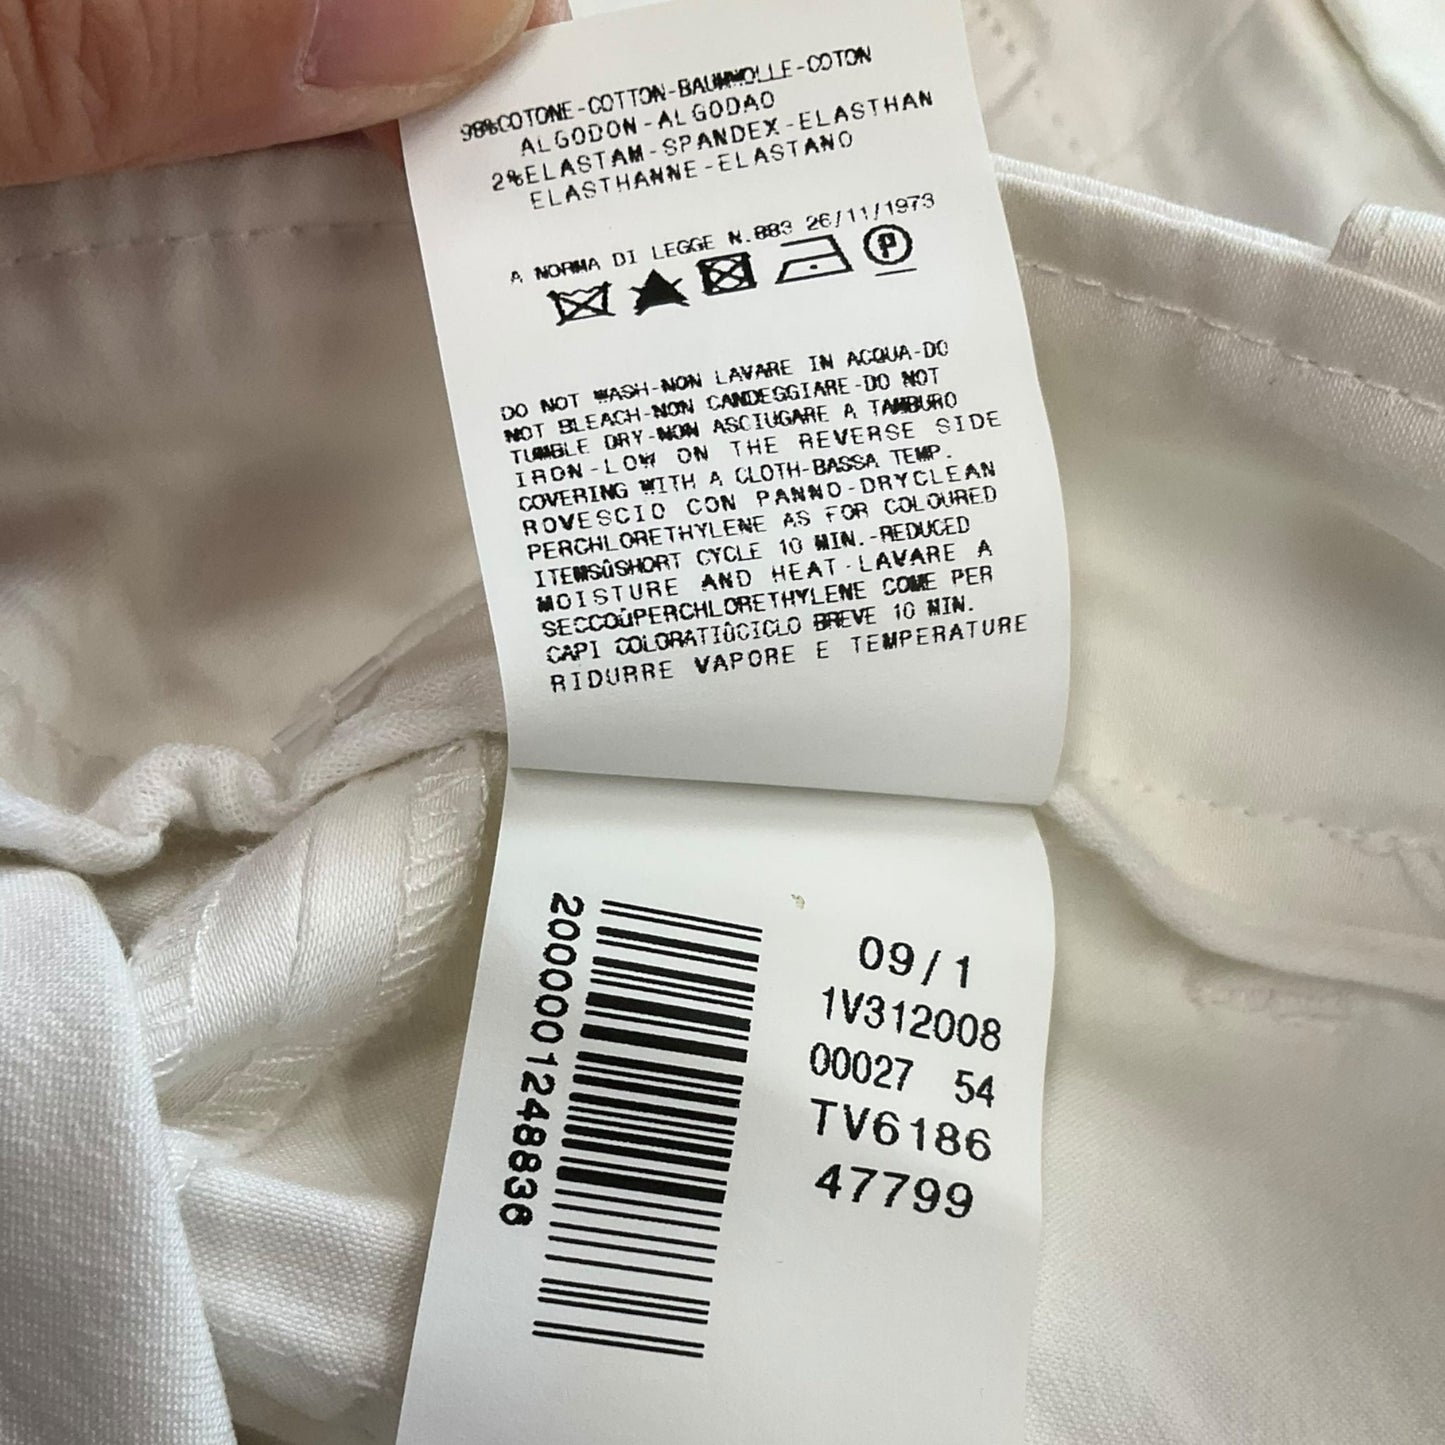 98%COTONE-COTTON-BAUMWOLLE-COTON
ALGODON-ALGODAO
2%ELASTAM-SPANDEX-ELASTHAN
ELASTHANNE-ELASTANO
A NORMA DI LEGGE N.883 26/11/1973
P
DO NOT WASH-NON LAVARE IN ACQUA-DO
NOT BLEACH-NON CANDEGGIARE-DO NOT
TUMBLE DRY-NON ASCIUGARE A TAMBURO
IRON-LOW ON THE REVERSE SIDE
COVERING WITH A CLOTH-BASSA TEMP.
ROVESCIO CON PANNO-DRYCLEAN
PERCHLORETHYLENE AS FOR COLOURED
ITEMSûSHORT CYCLE 10 MIN.-REDUCED
MOISTURE AND HEAT-LAVARE A
SECCOûPERCHLORETHYLENE COME PER
CAPI COLORATIûCICLO BREVE 10 MIN.
RIDURRE VAPORE E TEMPERATURE
2000001248836
09/1
1V312008
00027 54
TV6186
47799